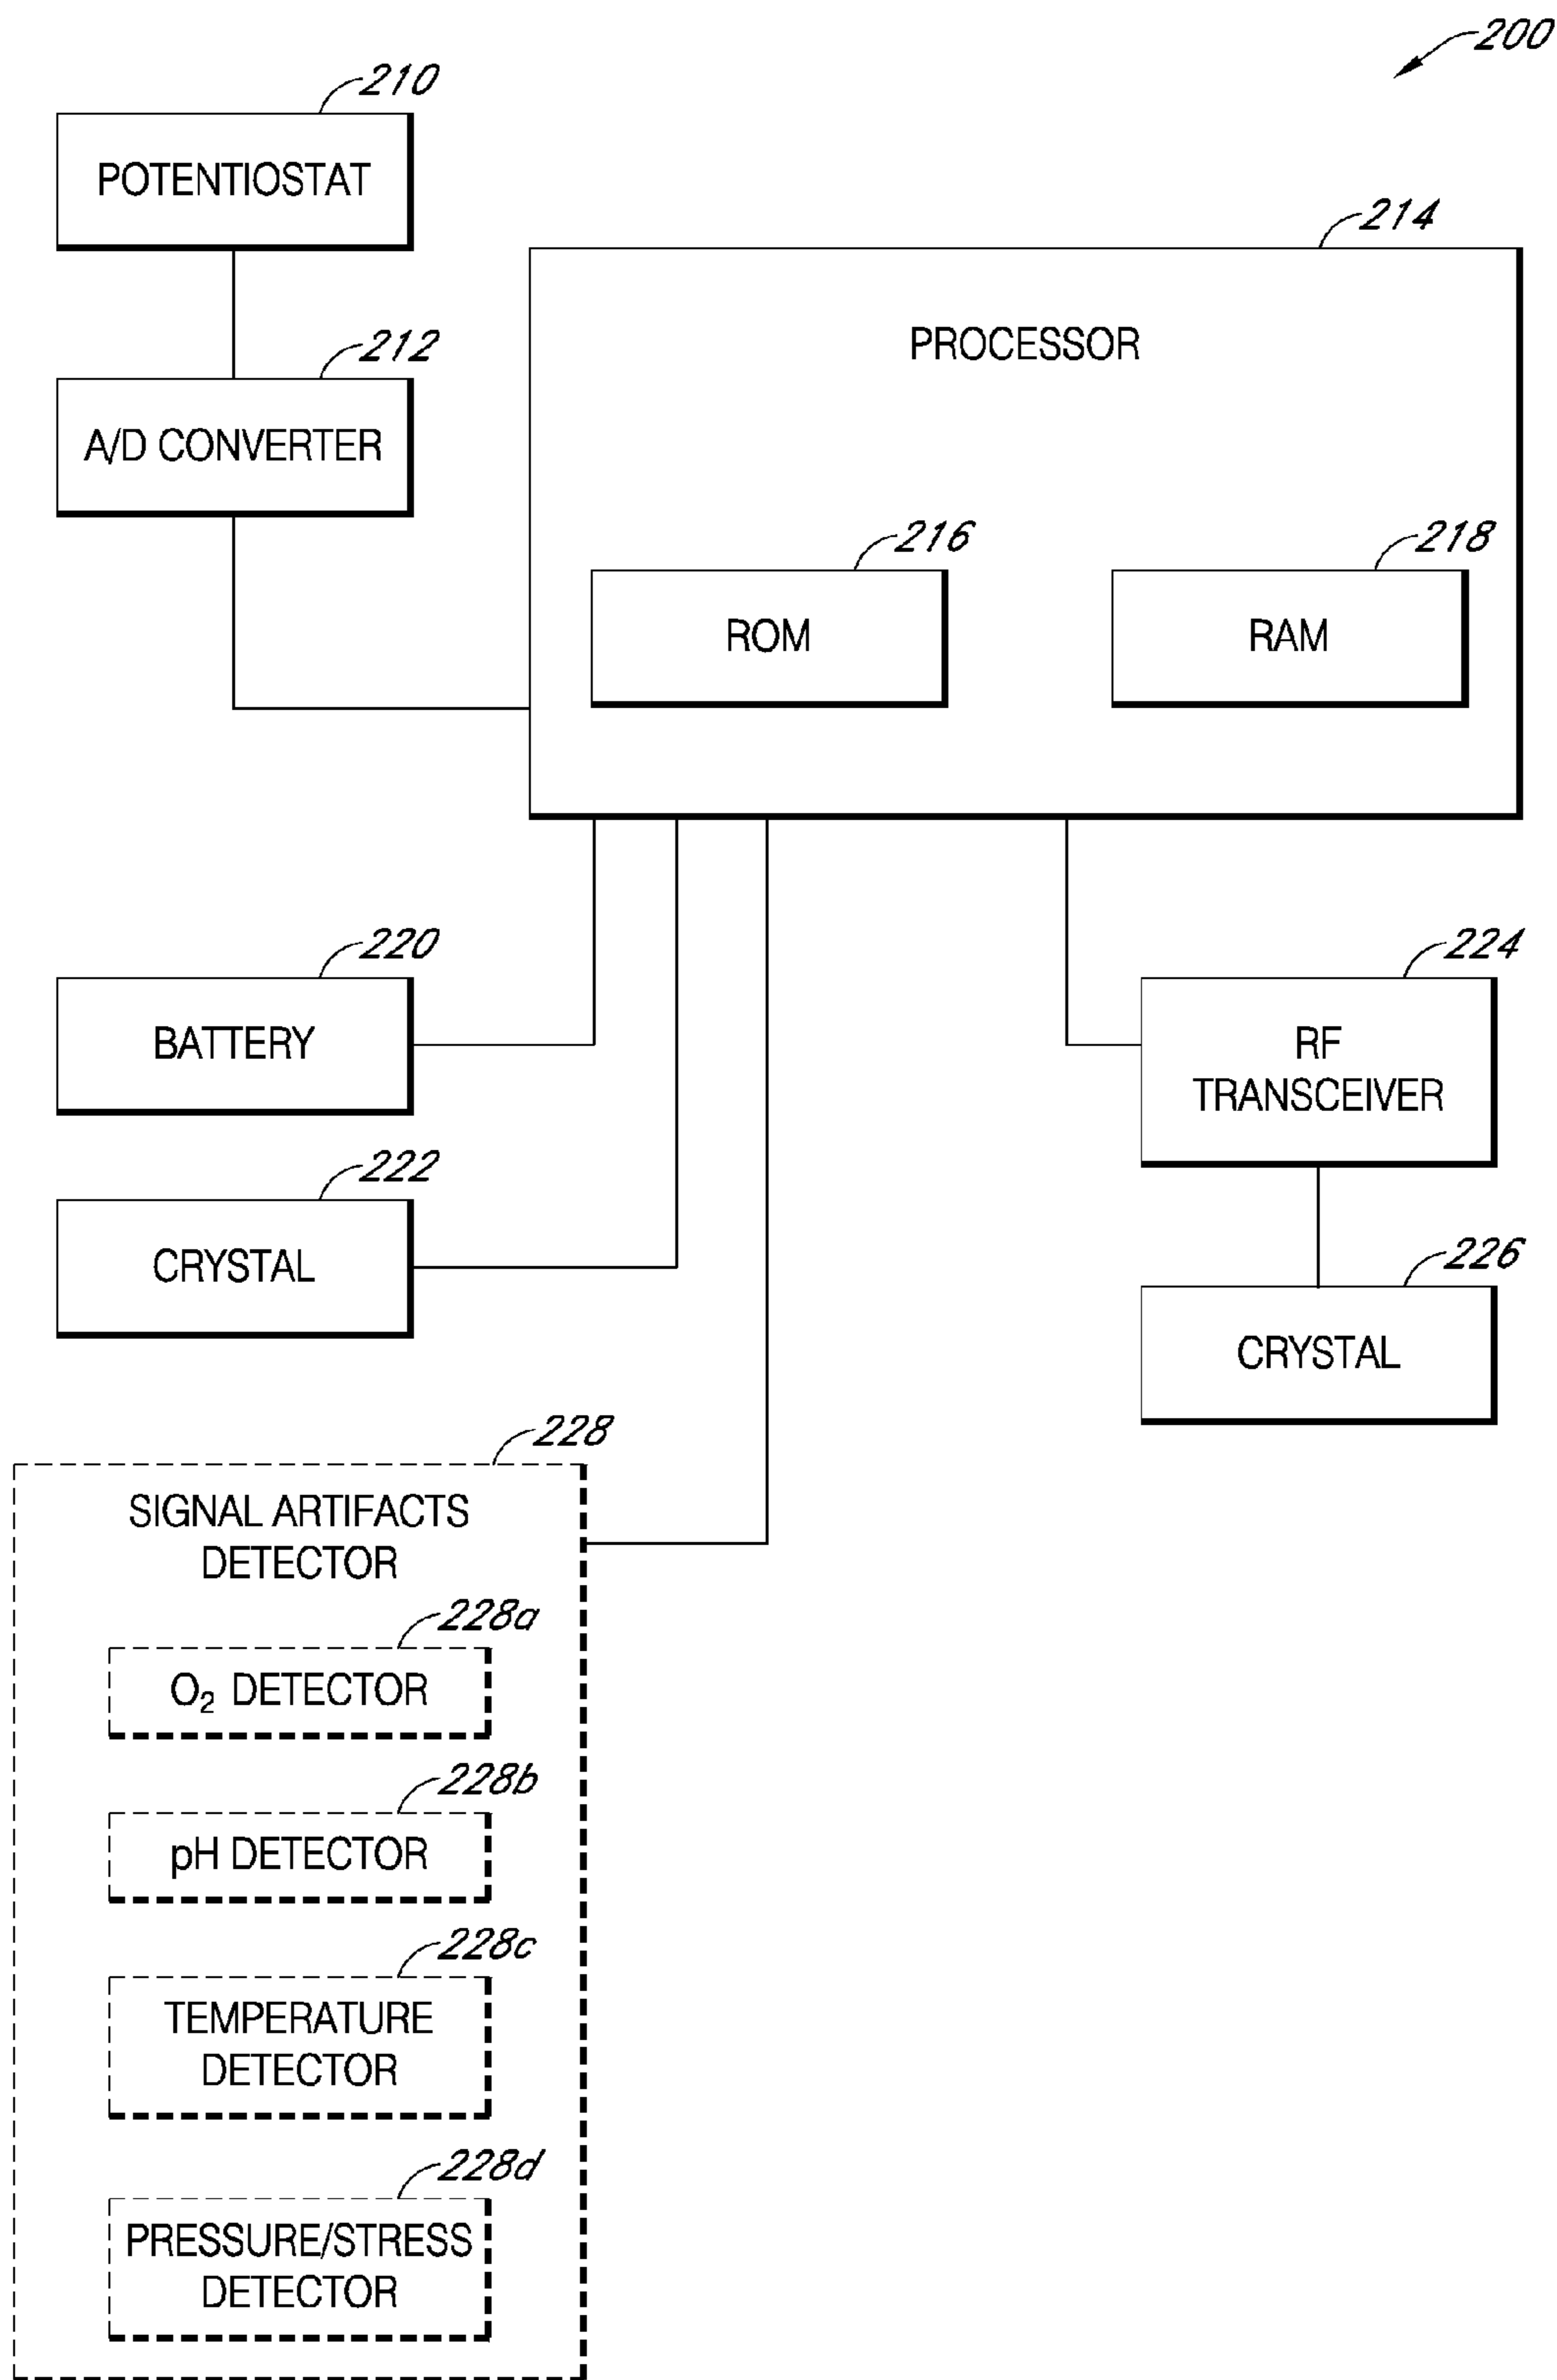 200
210
POTENTIOSTAT
214
PROCESSOR
212
A/D CONVERTER
216
ROM
218
RAM
220
BATTERY
224
RF
TRANSCEIVER
222
CRYSTAL
226
CRYSTAL
228
SIGNAL ARTIFACTS
DETECTOR
228a
O₂ DETECTOR
228b
pH DETECTOR
228c
TEMPERATURE
DETECTOR
228d
PRESSURE/STRESS
DETECTOR